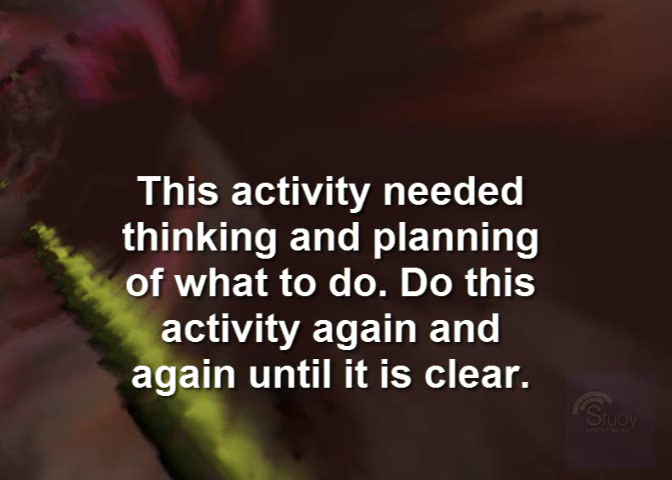 This activity needed
thinking and planning
of what to do. Do this
activity again and
again until it is clear.
Study